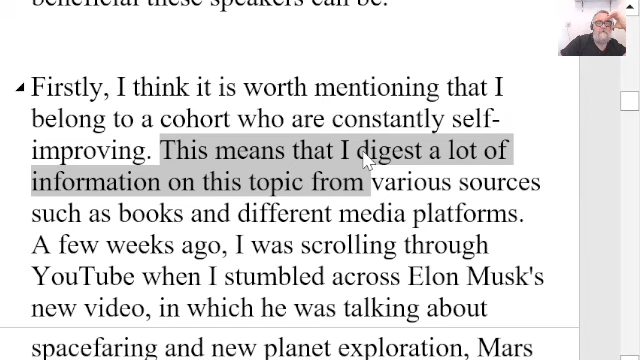 beneficial these speakers can be.
Firstly, I think it is worth mentioning that I
belong to a cohort who are constantly self-
improving. This means that I digest a lot of
information on this topic from various sources
such as books and different media platforms.
A few weeks ago, I was scrolling through
YouTube when I stumbled across Elon Musk's
new video, in which he was talking about
spacefaring and new planet exploration, Mars